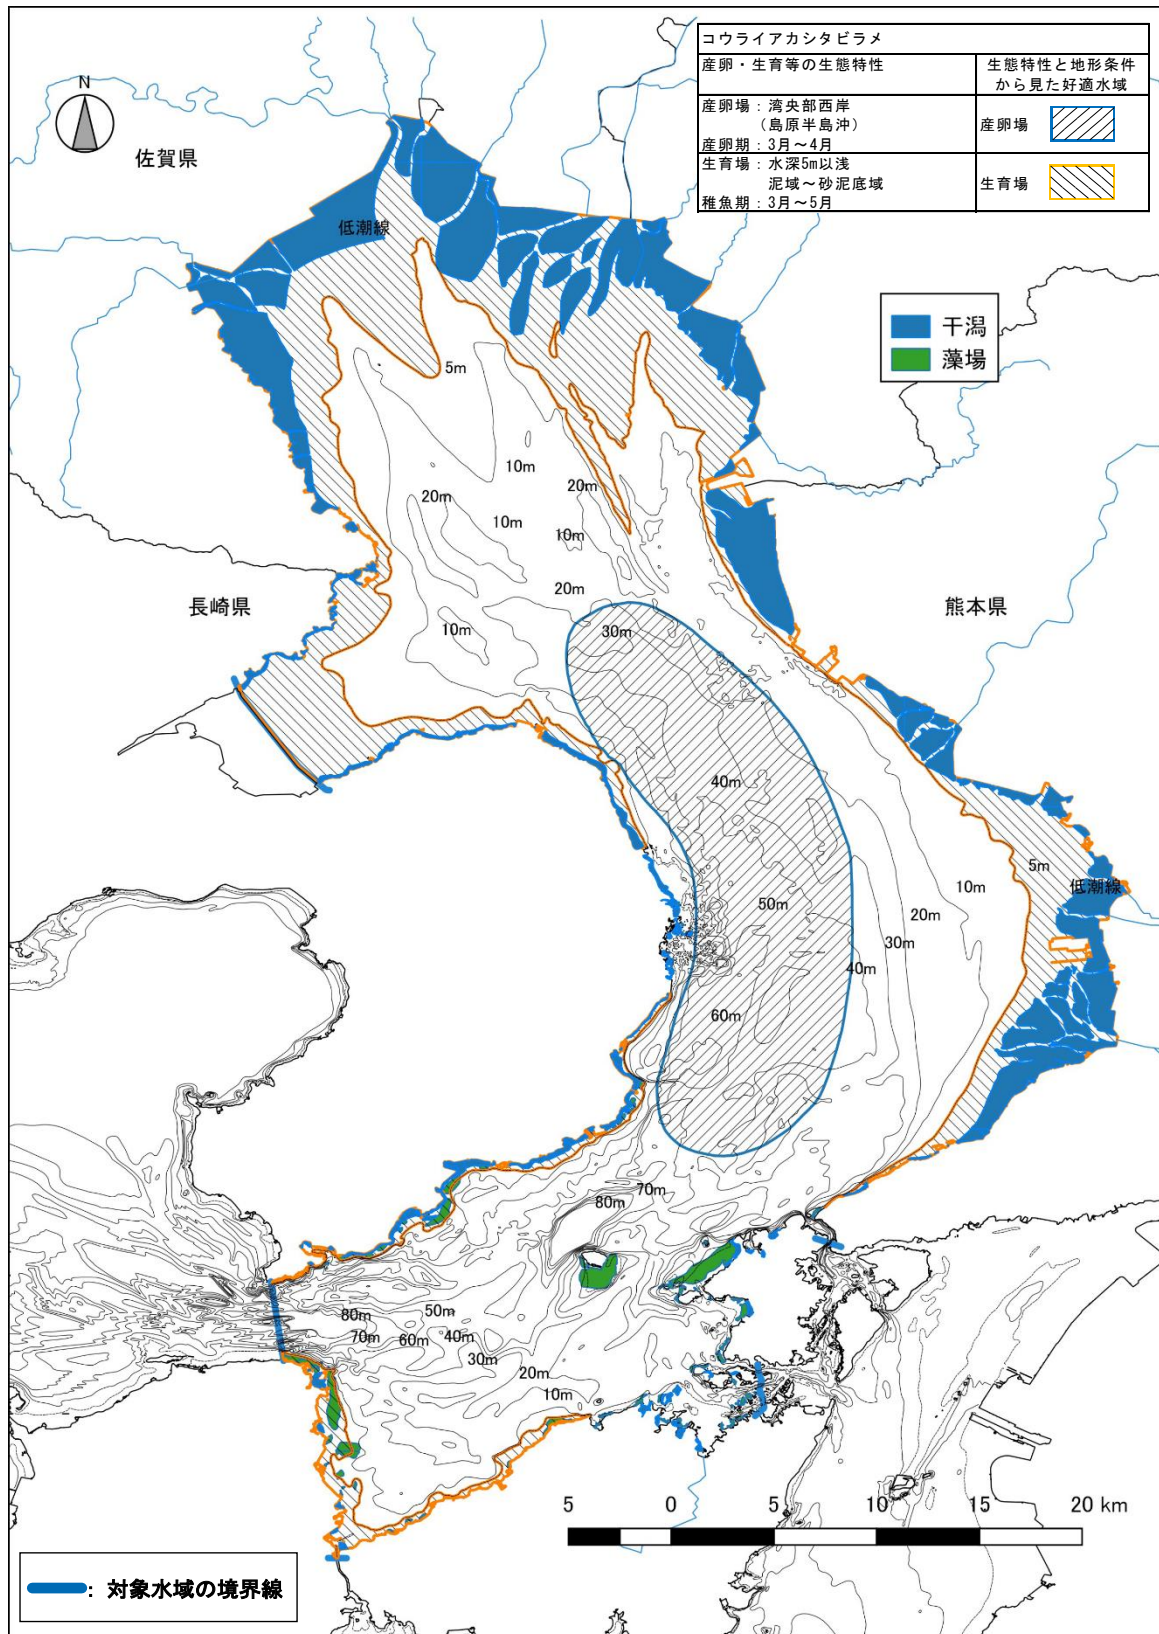 コウライアカシタビラメ
産卵・生育等の生態特性
生態特性と地形条件
から見た好適水域
産卵場：湾央部西岸
（島原半島沖）
産卵期：3月～4月
産卵場
生育場：水深5m以浅
泥域～砂泥底域
稚魚期：3月～5月
生育場
N
佐賀県
低潮線
干潟
藻場
5m
10m
20m
20m
10m
10m
20m
長崎県
熊本県
10m
30m
40m
5m
10m
低潮線
50m
20m
30m
40m
60m
70m
80m
50m
80m
40m
70m
60m
30m
20m
10m
5 0 5 10 15 20 km
: 対象水域の境界線